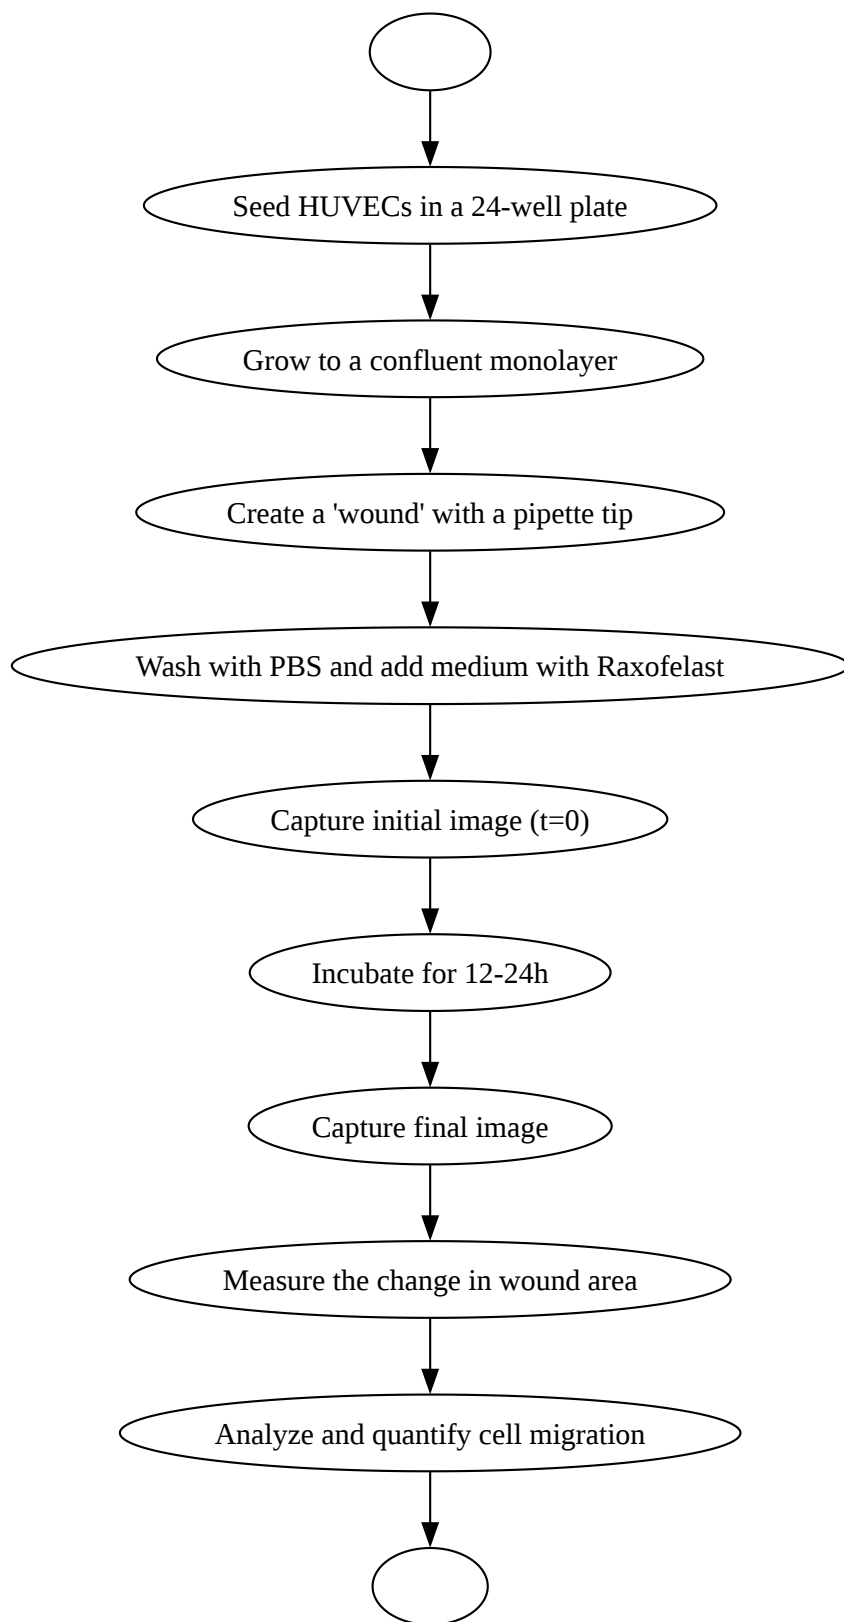 Seed HUVECs in a 24-well plate
Grow to a confluent monolayer
Create a 'wound' with a pipette tip
Wash with PBS and add medium with Raxofelast
Capture initial image (t=0)
Incubate for 12-24h
Capture final image
Measure the change in wound area
Analyze and quantify cell migration